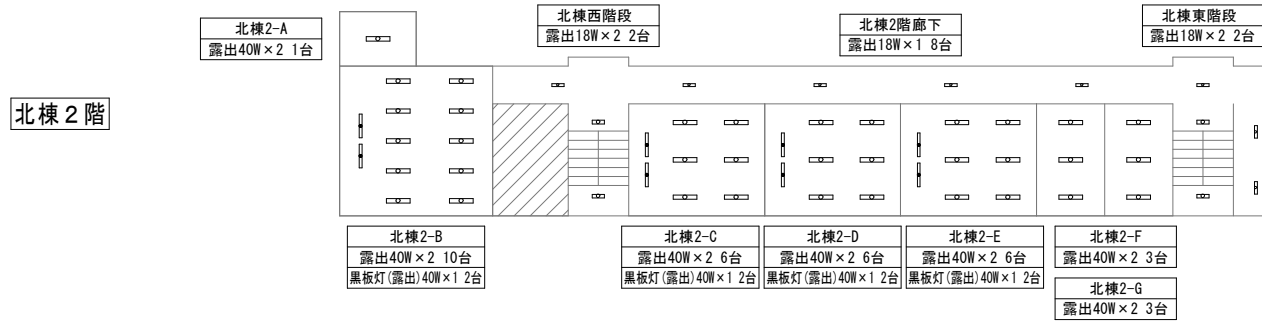 北棟2-A
露出40W×2 1台
北棟西階段
露出18W×2 2台
北棟2階廊下
露出18W×1 8台
北棟東階段
露出18W×2 2台
北棟２階
北棟2-B
露出40W×2 10台
黒板灯(露出)40W×1 2台
北棟2-C
露出40W×2 6台
黒板灯(露出)40W×1 2台
北棟2-D
露出40W×2 6台
黒板灯(露出)40W×1 2台
北棟2-E
露出40W×2 6台
黒板灯(露出)40W×1 2台
北棟2-F
露出40W×2 3台
北棟2-G
露出40W×2 3台